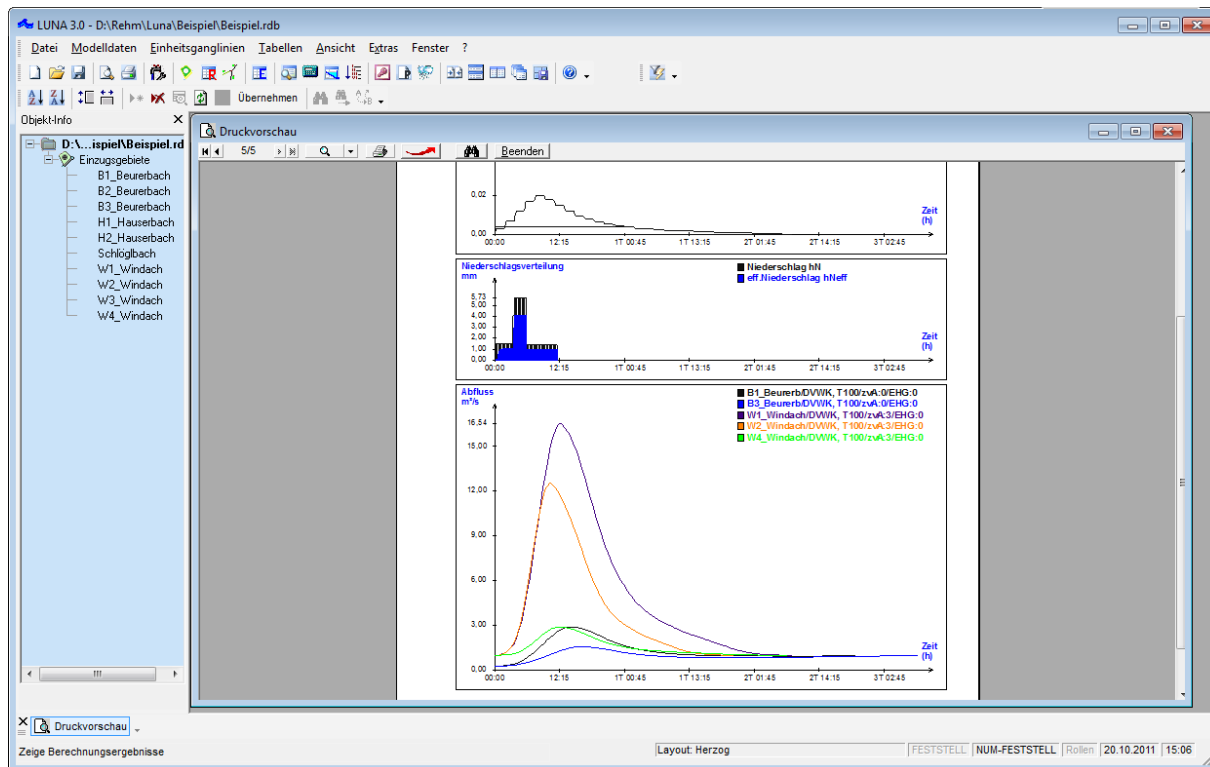 LUNA 3.0 - D:\Rehm\Luna\Beispiel\Beispiel.rdb
Datei Modelldaten Einheitsganglinien Tabellen Ansicht Extras Fenster ?
Übernehmen
Objekt-Info
D:\...ispiel\Beispiel.rd
Einzugsgebiete
B1_Beurerbach
B2_Beurerbach
B3_Beurerbach
H1_Hauserbach
H2_Hauserbach
Schlöglbach
W1_Windach
W2_Windach
W3_Windach
W4_Windach
Druckvorschau
5/5 Beenden
0,02
0,00
Zeit
(h)
00:00 12:15 1T 00:45 1T 13:15 2T 01:45 2T 14:15 3T 02:45
Niederschlagsverteilung
mm
Niederschlag hN
eff.Niederschlag hNeff
5,73
5,00
4,00
3,00
2,00
1,00
0,00
Zeit
(h)
00:00 12:15 1T 00:45 1T 13:15 2T 01:45 2T 14:15 3T 02:45
Abfluss
m³/s
B1_Beurerb/DVWK, T100/zvA:0/EHG:0
B3_Beurerb/DVWK, T100/zvA:0/EHG:0
W1_Windach/DVWK, T100/zvA:3/EHG:0
W2_Windach/DVWK, T100/zvA:3/EHG:0
W4_Windach/DVWK, T100/zvA:3/EHG:0
16,54
15,00
12,00
9,00
6,00
3,00
0,00
Zeit
(h)
00:00 12:15 1T 00:45 1T 13:15 2T 01:45 2T 14:15 3T 02:45
Druckvorschau
Zeige Berechnungsergebnisse Layout: Herzog FESTSTELL NUM-FESTSTELL Rollen 20.10.2011 15:06